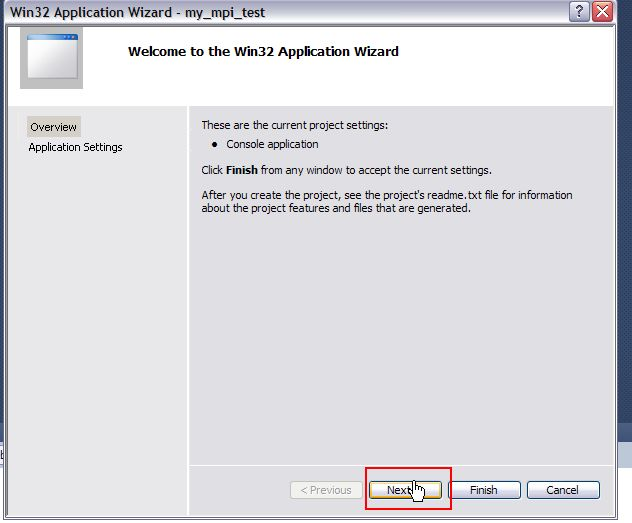 Win32 Application Wizard - my_mpi_test
Welcome to the Win32 Application Wizard
Overview
Application Settings
These are the current project settings:
• Console application
Click Finish from any window to accept the current settings.
After you create the project, see the project's readme.txt file for information
about the project features and files that are generated.
< Previous
Next
Finish
Cancel